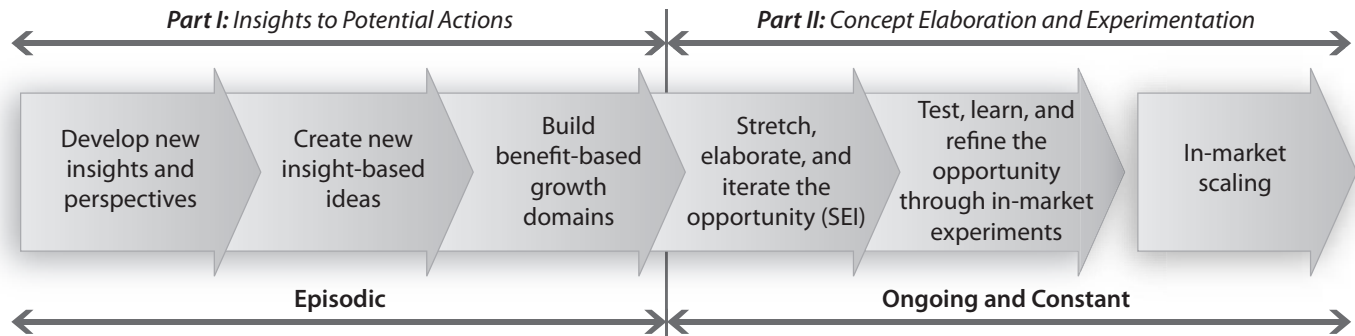 Part I: Insights to Potential Actions
Part II: Concept Elaboration and Experimentation
Develop new
insights and
perspectives
Create new
insight-based
ideas
Build
benefit-based
growth
domains
Stretch,
elaborate, and
iterate the
opportunity (SEI)
Test, learn, and
refine the
opportunity
through in-market
experiments
In-market
scaling
Episodic
Ongoing and Constant